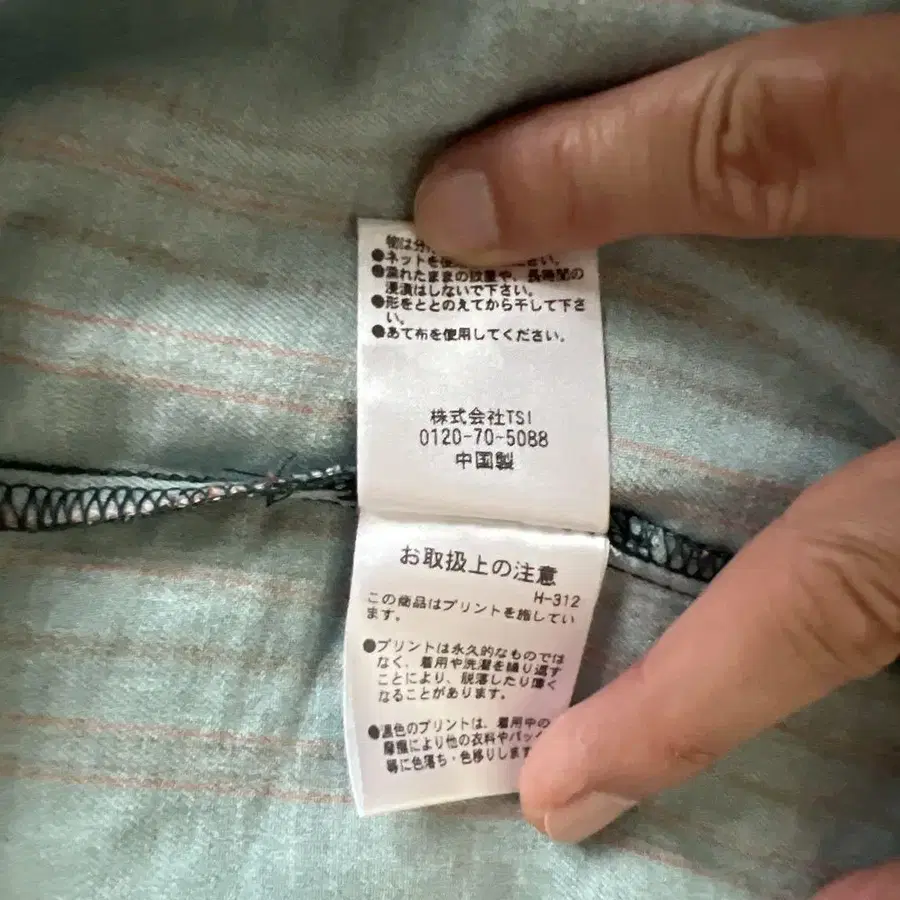 物は分
●ネットを使 ださい。
●濡れたままの放置や、長時間の
浸漬はしないで下さい。
●形をととのえてから干して下さ
い。
●あて布を使用してください。
株式会社TSI
0120-70-5088
中国製
お取扱上の注意
H-312
この商品はプリントを施してい
ます。
●プリントは永久的なものでは
なく、着用や洗濯を繰り返す
ことにより、脱落したり薄く
なることがあります。
●濃色のプリントは、着用中の
摩擦により他の衣料やバッ
等に色落ち・色移りします